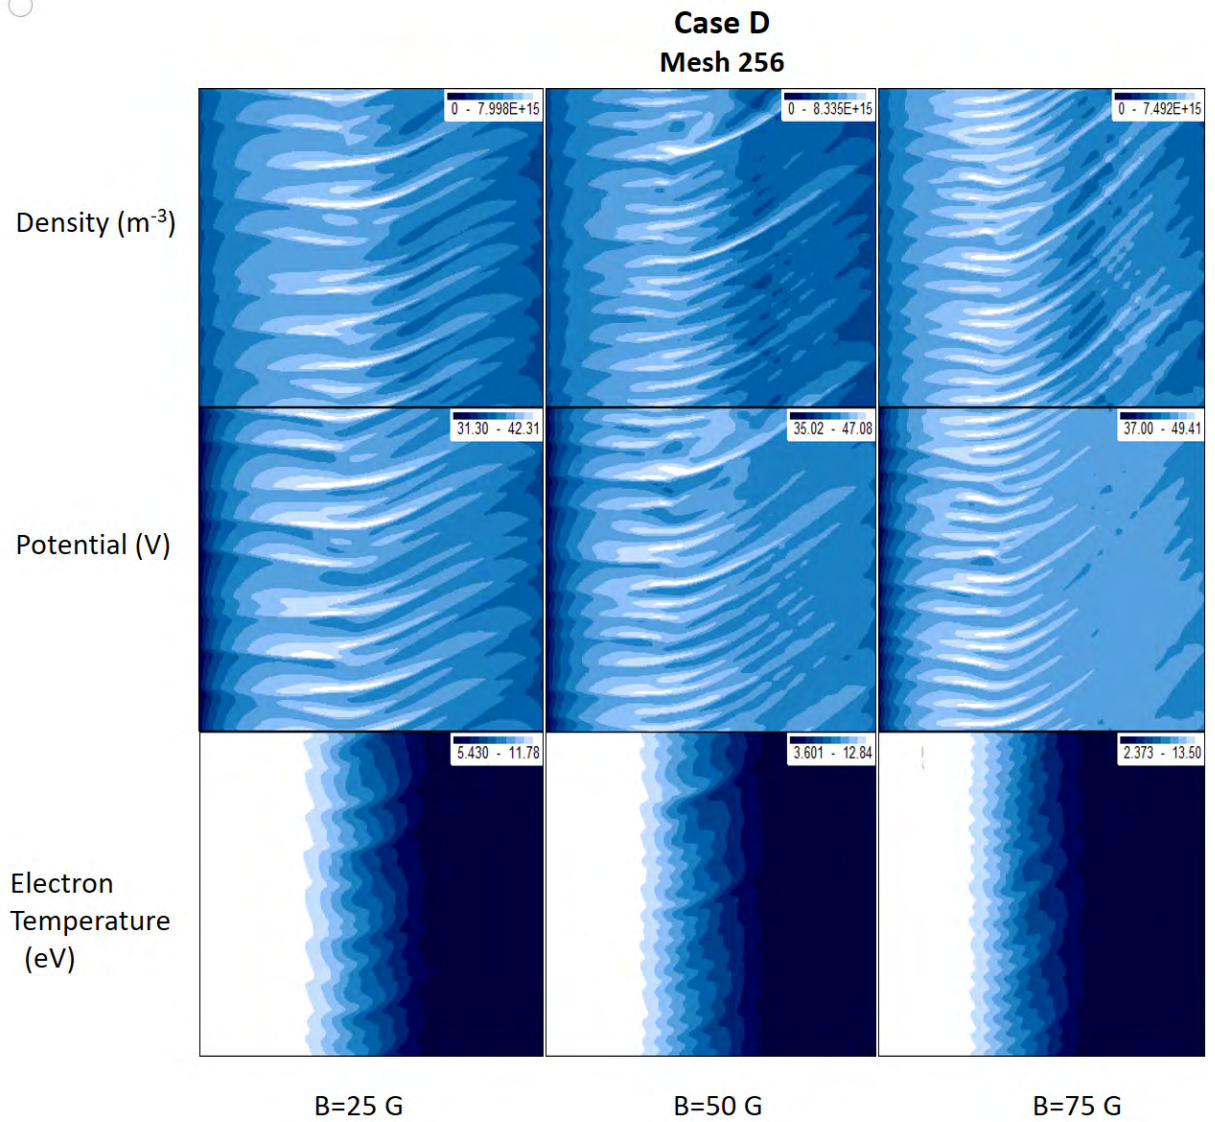 Case D
Mesh 256
0 - 7.998E+15
0 - 8.335E+15
0 - 7.492E+15
Density (m-3)
31.30 - 42.31
35.02 - 47.08
37.00 - 49.41
Potential (V)
5.430 - 11.78
3.601 - 12.84
2.373 - 13.50
Electron
Temperature
(eV)
B=25 G
B=50 G
B=75 G